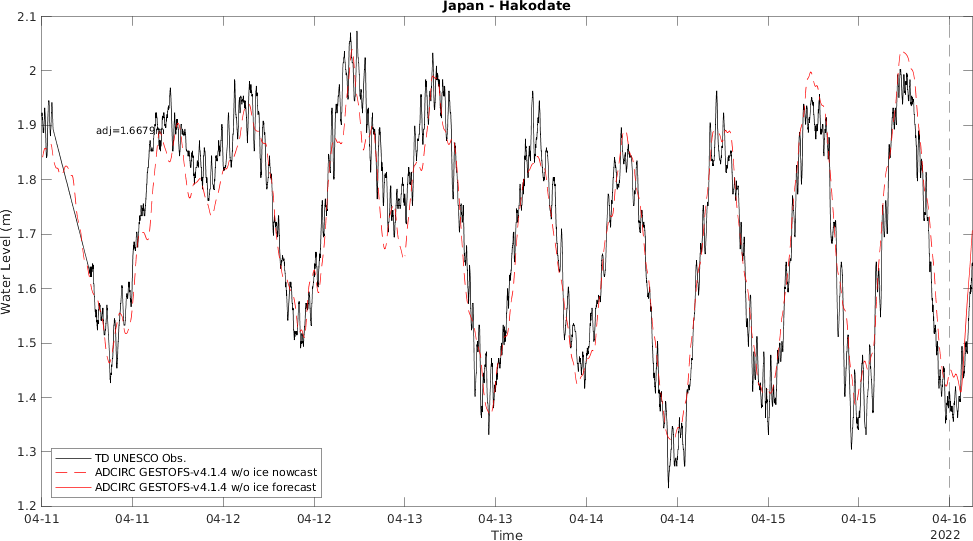 Japan - Hakodate
2.1
2
1.9
1.8
1.7
1.6
1.5
1.4
1.3
1.2
Water Level (m)
adj=1.6679m
TD UNESCO Obs.
ADCIRC GESTOFS-v4.1.4 w/o ice nowcast
ADCIRC GESTOFS-v4.1.4 w/o ice forecast
04-11 04-11 04-12 04-12 04-13 04-13 04-14 04-14 04-15 04-15 04-16
Time
2022